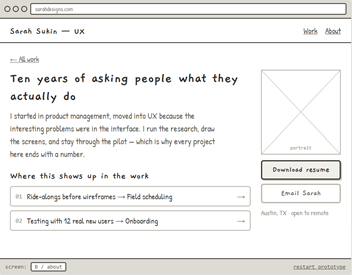 sarahdesigns.com
Sarah Sukin — UX
Work About
← All work
Ten years of asking people what they
actually do
I started in product management, moved into UX because the
interesting problems were in the interface. I run the research, draw
the screens, and stay through the pilot — which is why every project
here ends with a number.
Where this shows up in the work
01 Ride-alongs before wireframes → Field scheduling →
02 Testing with 12 real new users → Onboarding →
portrait
Download resume
Email Sarah
Austin, TX · open to remote
screen: B / about
restart prototype